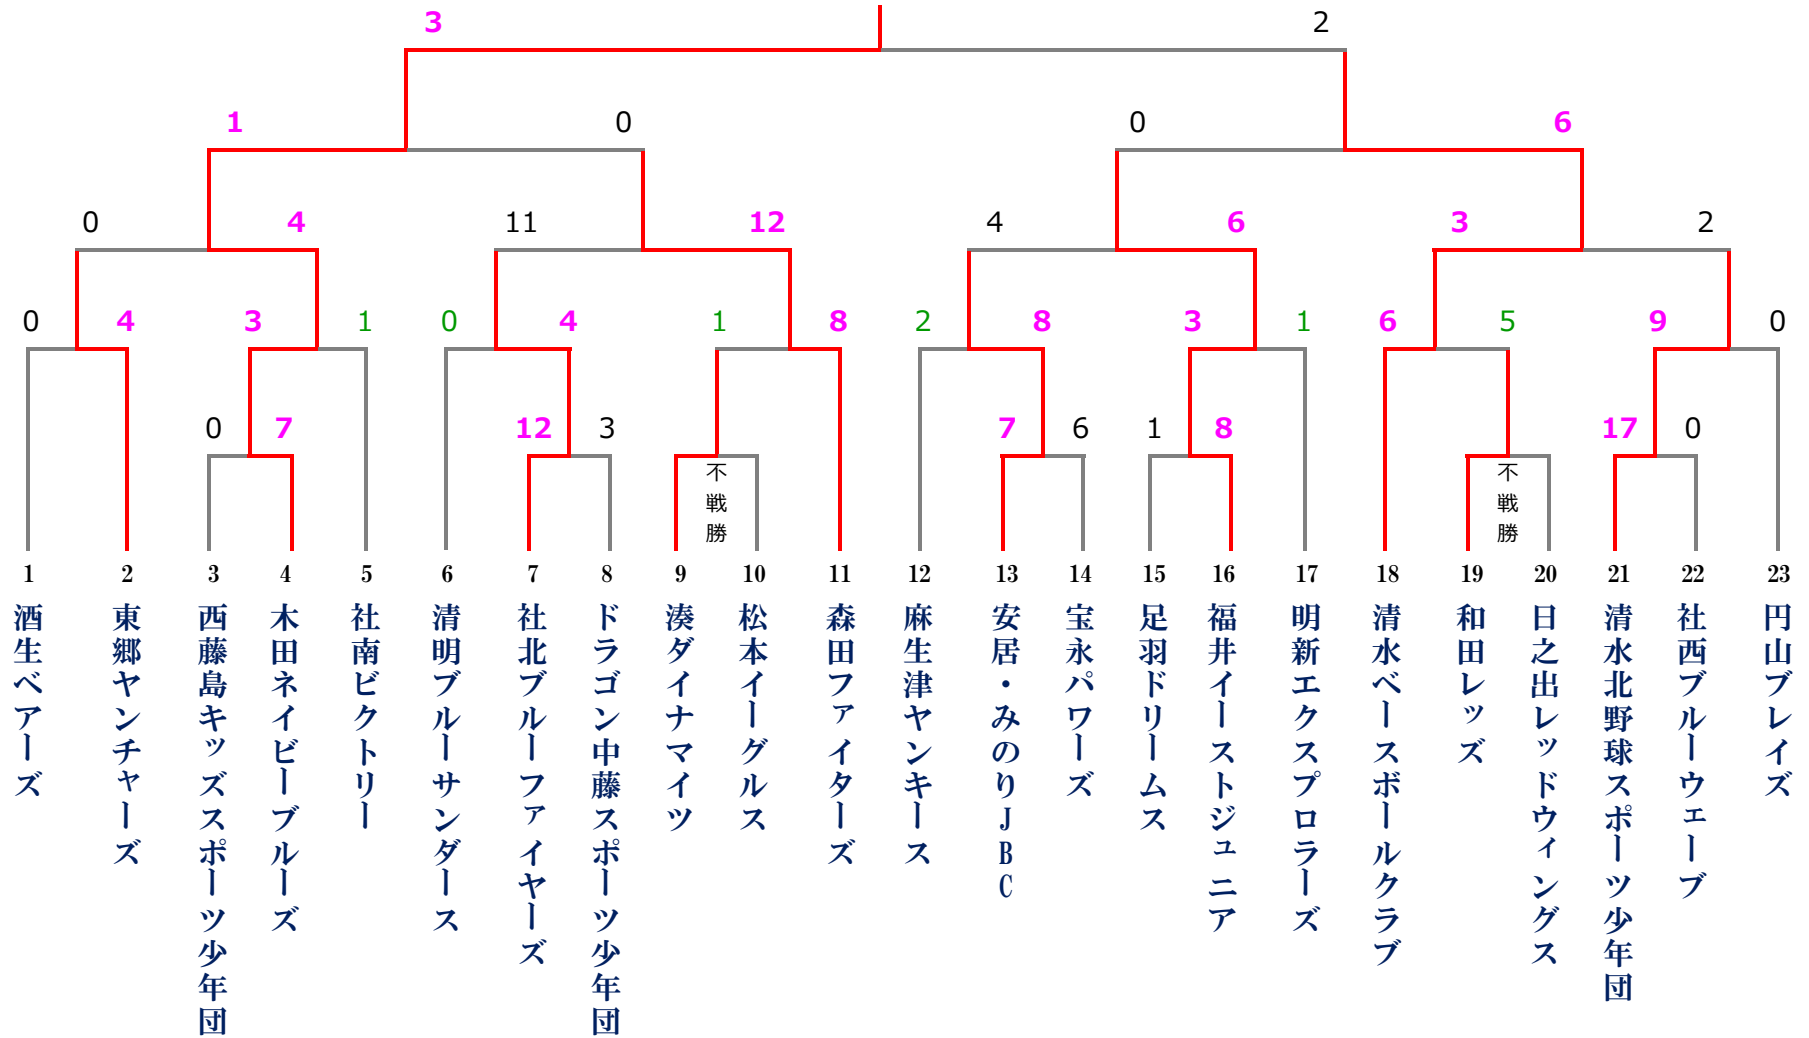 3 2
1 0 0 6
0 4 11 12 4 6 3 2
0 4 3 1 0 4 1 8 2 8 3 1 6 5 9 0
0 7 12 3 7 6 1 8 17 0
不戦勝
不戦勝
1 2 3 4 5 6 7 8 9 10 11 12 13 14 15 16 17 18 19 20 21 22 23
酒生ベアーズ
東郷ヤンチャーズ
西藤島キッズスポーツ少年団
木田ネイビーブルーズ
社南ビクトリー
清明ブルーサンダース
社北ブルーファイヤーズ
ドラゴン中藤スポーツ少年団
湊ダイナマイツ
松本イーグルス
森田ファイターズ
麻生津ヤンキース
安居・みのりJBC
宝永パワーズ
足羽ドリームス
福井イーストジュニア
明新エクスプロラーズ
清水ベースボールクラブ
和田レッズ
日之出レッドウィングス
清水北野球スポーツ少年団
社西ブルーウェーブ
円山ブレイズ